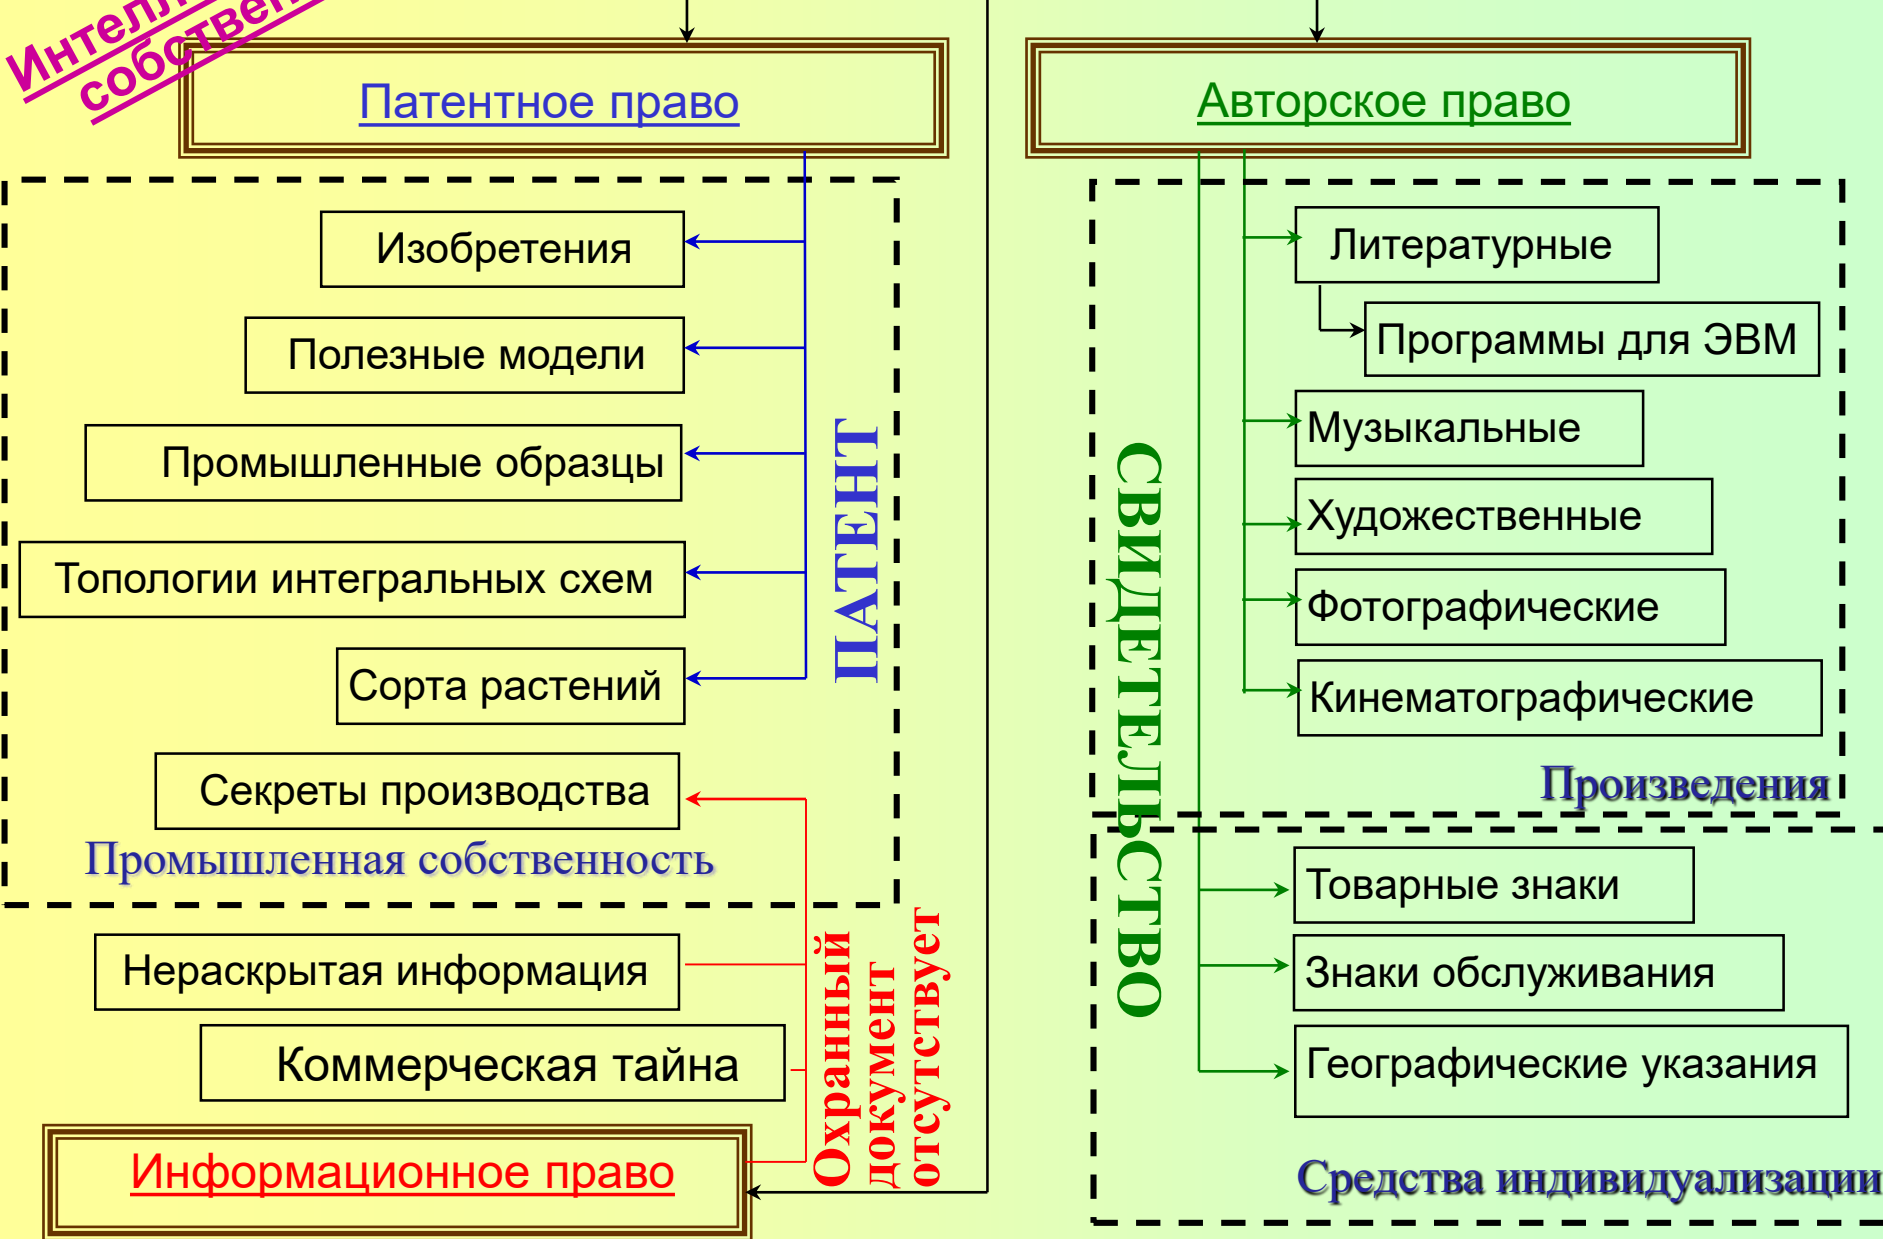 Патентное право
Изобретения
Полезные модели
Промышленные образцы
Топологии интегральных схем
Сорта растений
Секреты производства
Промышленная собственность
ПАТЕНТ
Нераскрытая информация
Коммерческая тайна
Информационное право
Охранный
документ
отсутствует
Авторское право
СВИДЕТЕЛЬСТВО
Литературные
Программы для ЭВМ
Музыкальные
Художественные
Фотографические
Кинематографические
Произведения
Товарные знаки
Знаки обслуживания
Географические указания
Средства индивидуализации